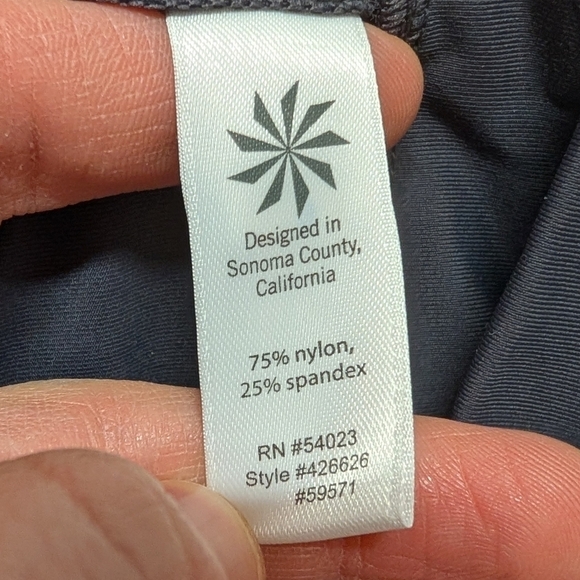 Designed in
Sonoma County,
California
75% nylon,
25% spandex
RN #54023
Style #426626
#59571